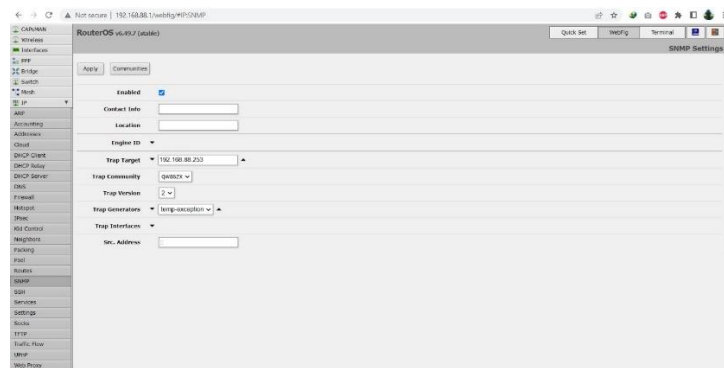 Not secure | 192.168.88.1/webfig/#IP:SNMP
RouterOS v6.49.7 (stable)
Quick Set
WebFig
Terminal
SNMP Settings
CAPsMAN
Wireless
Interfaces
PPP
Bridge
Switch
Mesh
IP
ARP
Accounting
Addresses
Cloud
DHCP Client
DHCP Relay
DHCP Server
DNS
Firewall
Hotspot
IPsec
Kid Control
Neighbors
Packing
Pool
Routes
SNMP
SSH
Services
Settings
Socks
TFTP
Traffic Flow
UPnP
Web Proxy
Apply
Communities
Enabled
Contact Info
Location
Engine ID
Trap Target 192.168.88.253
Trap Community
Trap Version 2
Trap Generators temp-exception
Trap Interfaces
Src. Address ::